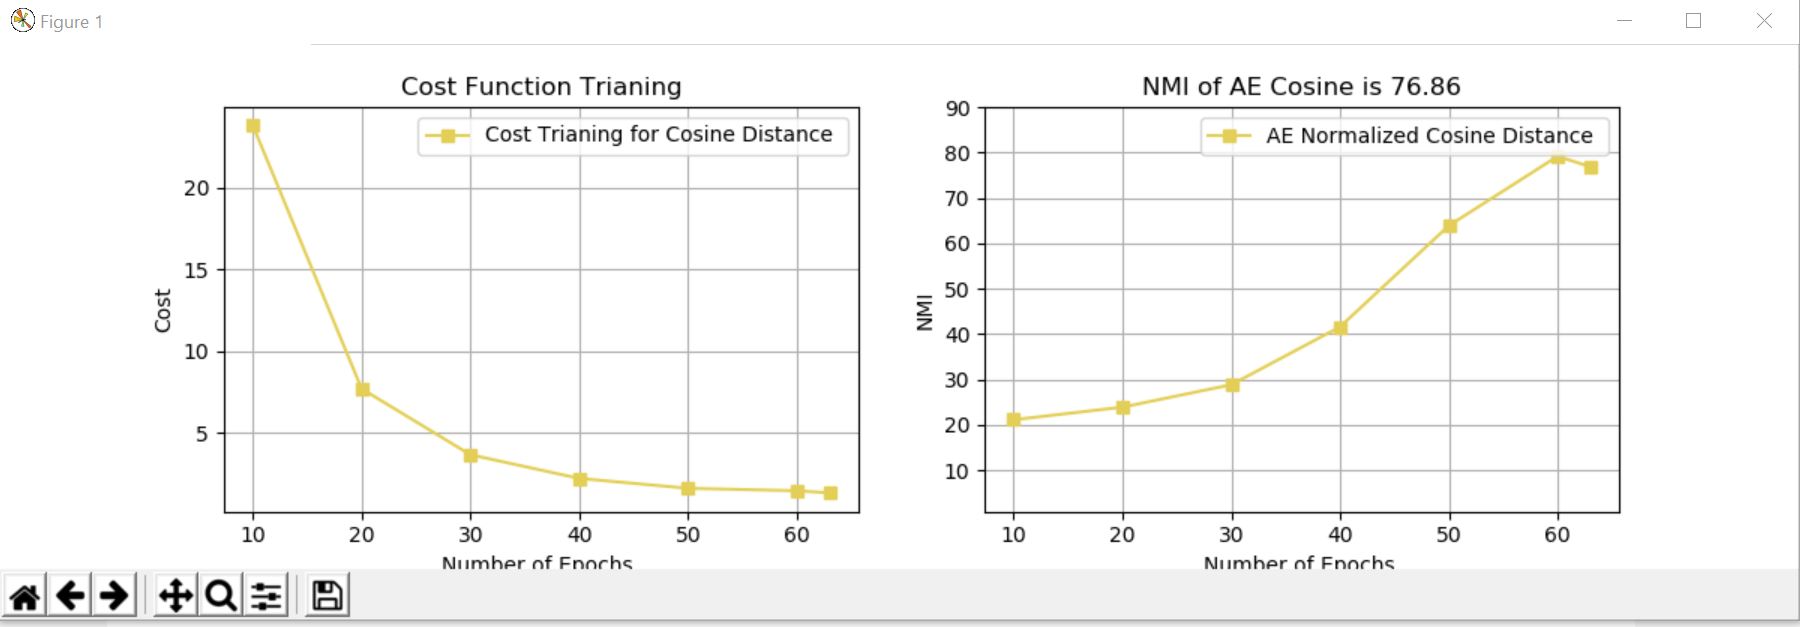 Figure 1
Cost Function Trianing
Cost Trianing for Cosine Distance
20
15
10
5
Cost
10 20 30 40 50 60
Number of Epochs
NMI of AE Cosine is 76.86
AE Normalized Cosine Distance
90
80
70
60
50
40
30
20
10
NMI
10 20 30 40 50 60
Number of Epochs